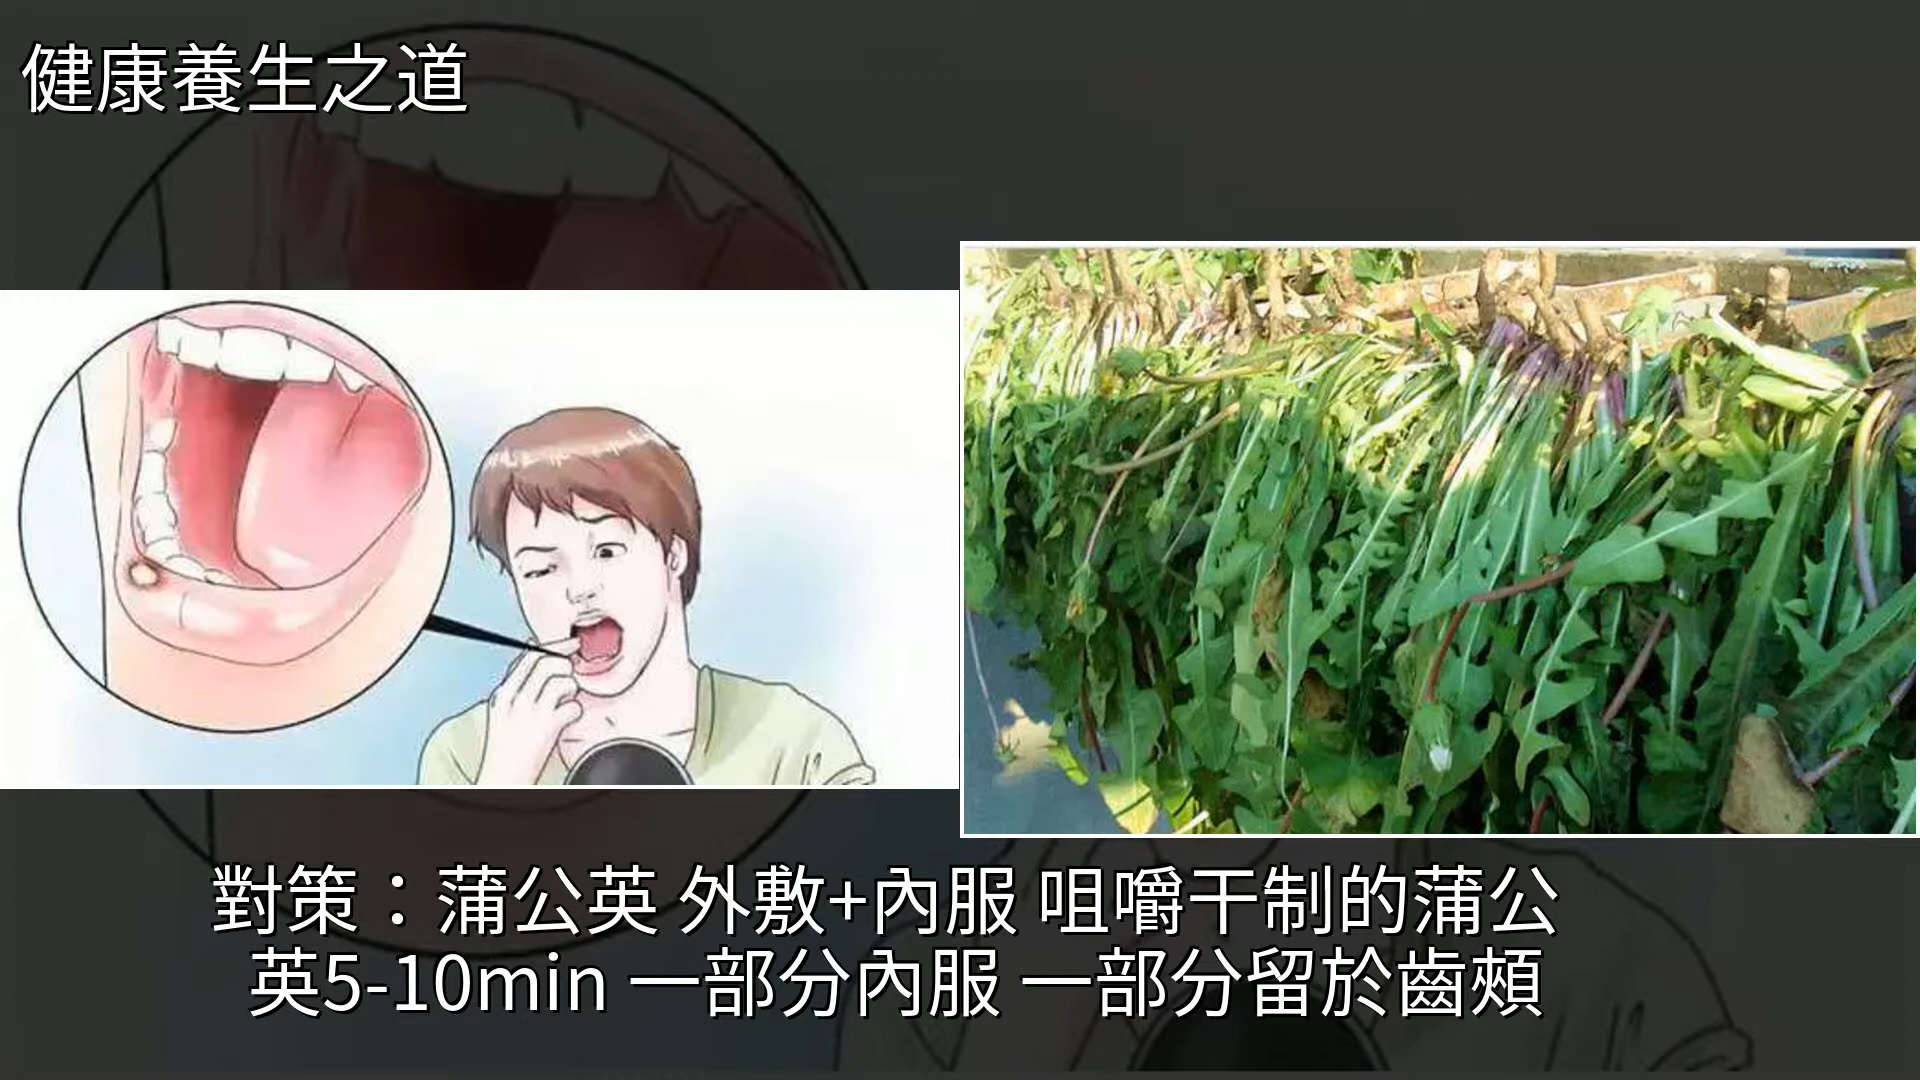 健康養生之道
對策：蒲公英 外敷+內服 咀嚼干制的蒲公
英5-10min 一部分內服 一部分留於齒頰